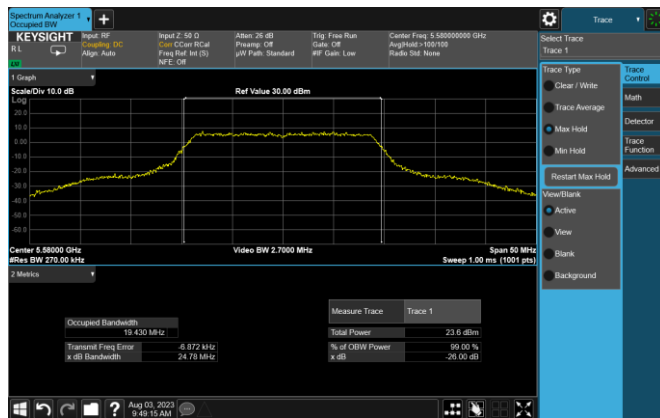 Spectrum Analyzer 1
Occupied BW
Trace
KEYSIGHT
Input: RF
Input Z: 50 Ω
Atten: 26 dB
Trig: Free Run
Center Freq: 5.580000000 GHz
RL
Coupling: DC
Corr CCorr RCal
Preamp: Off
Gate: Off
Avg|Hold >100/100
Align: Auto
Freq Ref: Int (S)
µW Path: Standard
#IF Gain: Low
Radio Std: None
NFE: Off
Select Trace
Trace 1
1 Graph
Scale/Div 10.0 dB
Ref Value 30.00 dBm
Log
20.0
10.0
0.00
-10.0
-20.0
-30.0
-40.0
-50.0
-60.0
Center 5.58000 GHz
Video BW 2.7000 MHz
Span 50 MHz
#Res BW 270.00 kHz
Sweep 1.00 ms (1001 pts)
Trace Type
Clear / Write
Trace Average
Max Hold
Min Hold
Restart Max Hold
View/Blank
Active
View
Blank
Background
Trace Control
Math
Detector
Trace Function
Advanced
2 Metrics
Occupied Bandwidth
19.430 MHz
Transmit Freq Error -6.872 kHz
x dB Bandwidth 24.78 MHz
Measure Trace Trace 1
Total Power 23.6 dBm
% of OBW Power 99.00 %
x dB -26.00 dB
Aug 03, 2023
9:49:15 AM